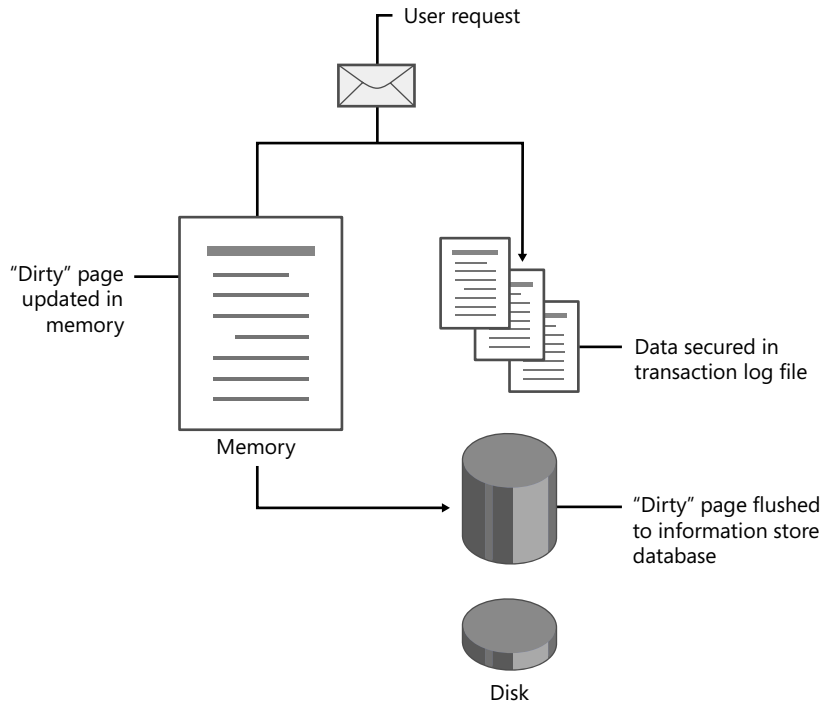 User request
“Dirty” page
updated in
memory
Data secured in
transaction log file
Memory
“Dirty” page flushed
to information store
database
Disk